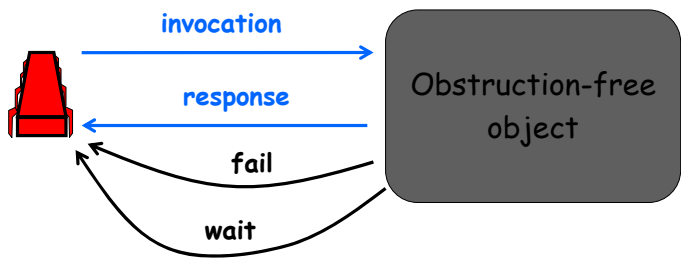 invocation
Obstruction-free
object
response
fail
wait